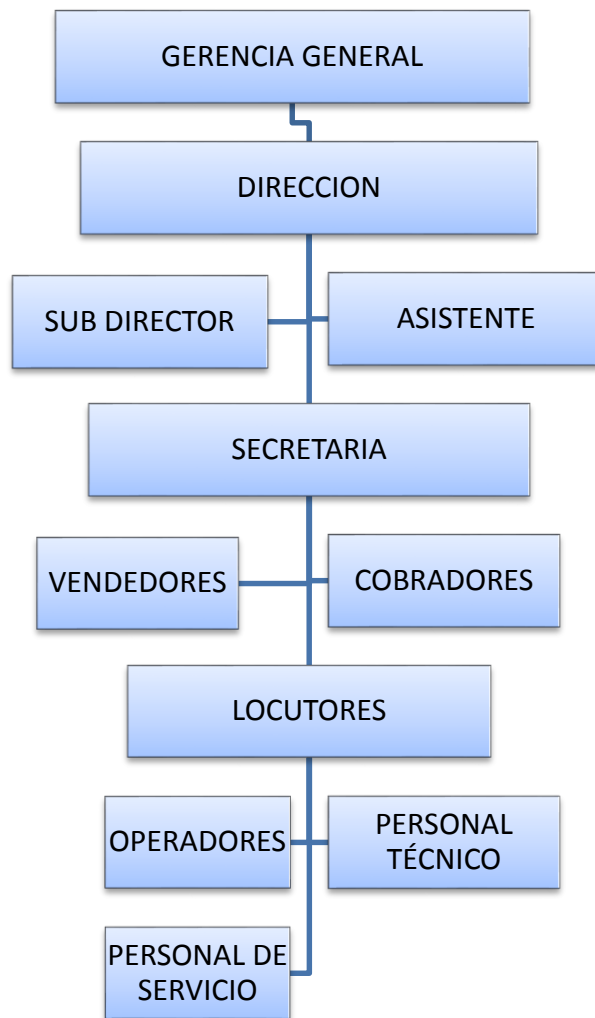 GERENCIA GENERAL
DIRECCION
SUB DIRECTOR
ASISTENTE
SECRETARIA
VENDEDORES
COBRADORES
LOCUTORES
OPERADORES
PERSONAL
TÉCNICO
PERSONAL DE
SERVICIO